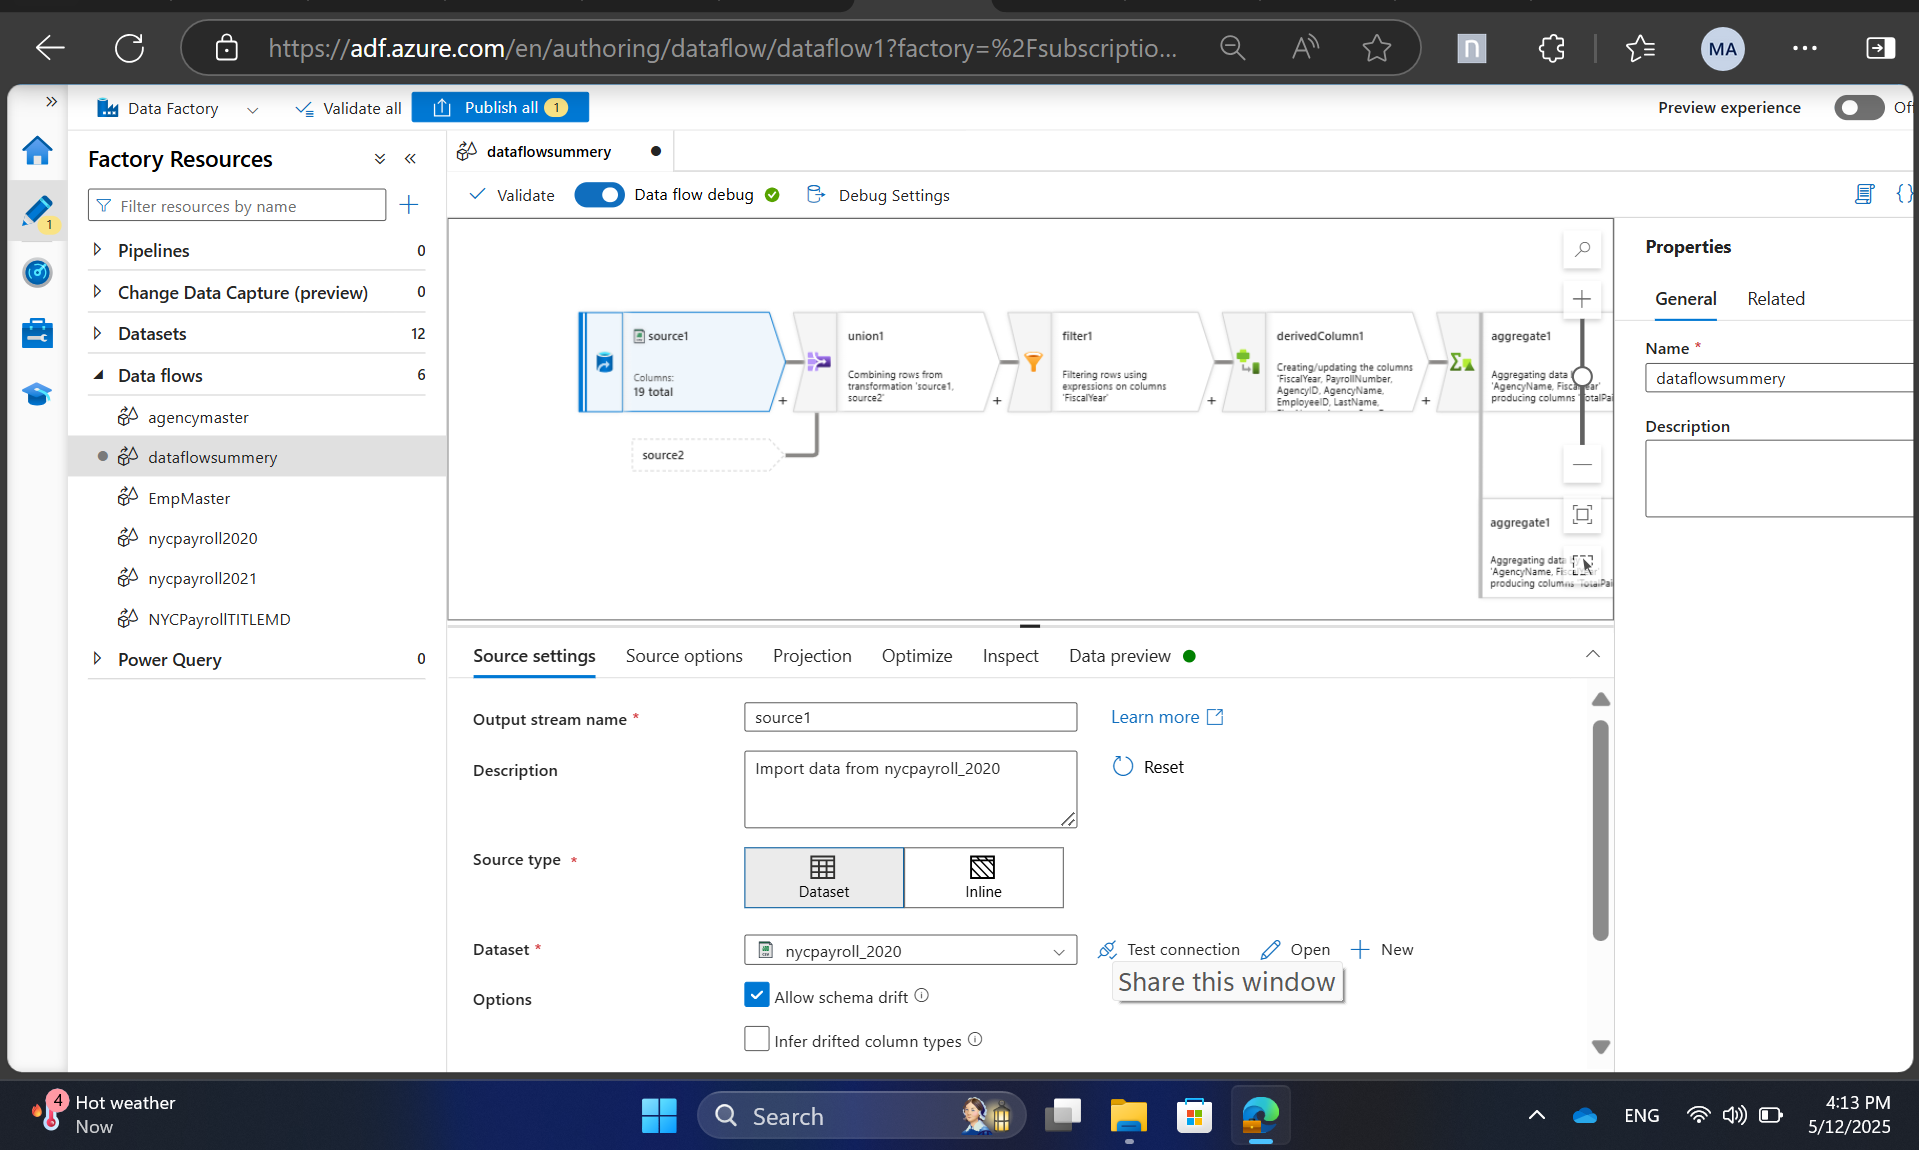 https://adf.azure.com/en/authoring/dataflow/dataflow1?factory=%2Fsubscriptio...
MA
Data Factory
Validate all
Publish all 1
Preview experience
Factory Resources
dataflowsummery
Validate
Data flow debug
Debug Settings
Filter resources by name
1
Pipelines 0
Change Data Capture (preview) 0
Datasets 12
Data flows 6
agencymaster
dataflowsummery
EmpMaster
nycpayroll2020
nycpayroll2021
NYCPayrollTITLEMD
Power Query 0
source1
Columns:
19 total
union1
Combining rows from
transformation 'source1,
source2'
filter1
Filtering rows using
expressions on columns
'FiscalYear'
derivedColumn1
Creating/updating the columns
'FiscalYear, PayrollNumber,
AgencyID, AgencyName,
EmployeeID, LastName,
aggregate1
Aggregating data
'AgencyName,
producing columns
source2
aggregate1
Aggregating data
'AgencyName,
producing columns
Properties
General Related
Name *
dataflowsummery
Description
Source settings Source options Projection Optimize Inspect Data preview
Output stream name * source1 Learn more
Description Import data from nycpayroll_2020 Reset
Source type *
Dataset Inline
Dataset * nycpayroll_2020 Test connection Open New
Share this window
Options Allow schema drift
Infer drifted column types
4
Hot weather
Now
Search
ENG
4:13 PM
5/12/2025